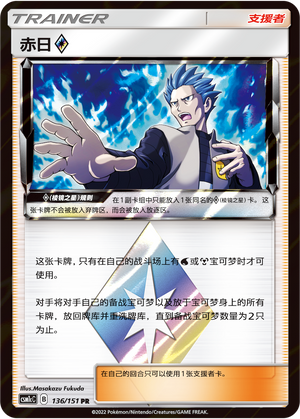 TRAINER 支援者
赤日◇
◇(棱镜之星)规则 在1副卡组中只能放入1张同名的◇(棱镜之星)卡。这
张卡牌不会被放入弃牌区，而会被放入放逐区。
这张卡牌，只有在自己的战斗场上有水或钢宝可梦时才可
使用。
对手将对手自己的备战宝可梦以及放于宝可梦身上的所有
卡牌，放回牌库并重洗牌库，直到备战宝可梦数量为2只
为止。
Illus. Masakazu Fukuda
在自己的回合只可以使用1张支援者卡。
CSM1cC B 136/151 PR
©2022 Pokémon/Nintendo/Creatures/GAME FREAK.